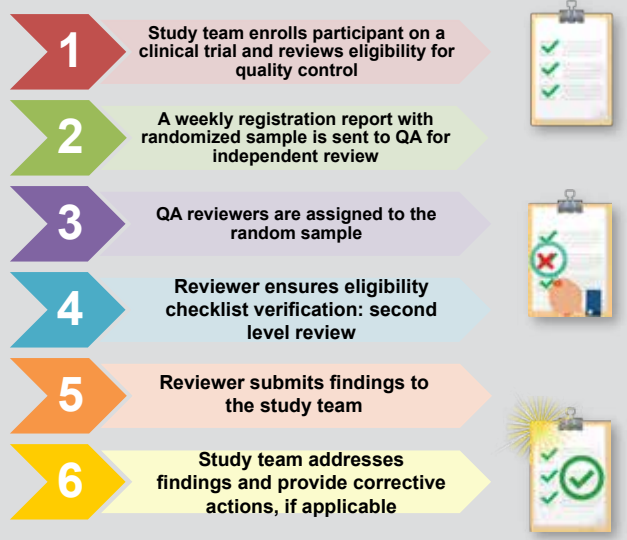 1
Study team enrolls participant on a
clinical trial and reviews eligibility for
quality control
2
A weekly registration report with
randomized sample is sent to QA for
independent review
3
QA reviewers are assigned to the
random sample
4
Reviewer ensures eligibility
checklist verification: second
level review
5
Reviewer submits findings to
the study team
6
Study team addresses
findings and provide corrective
actions, if applicable